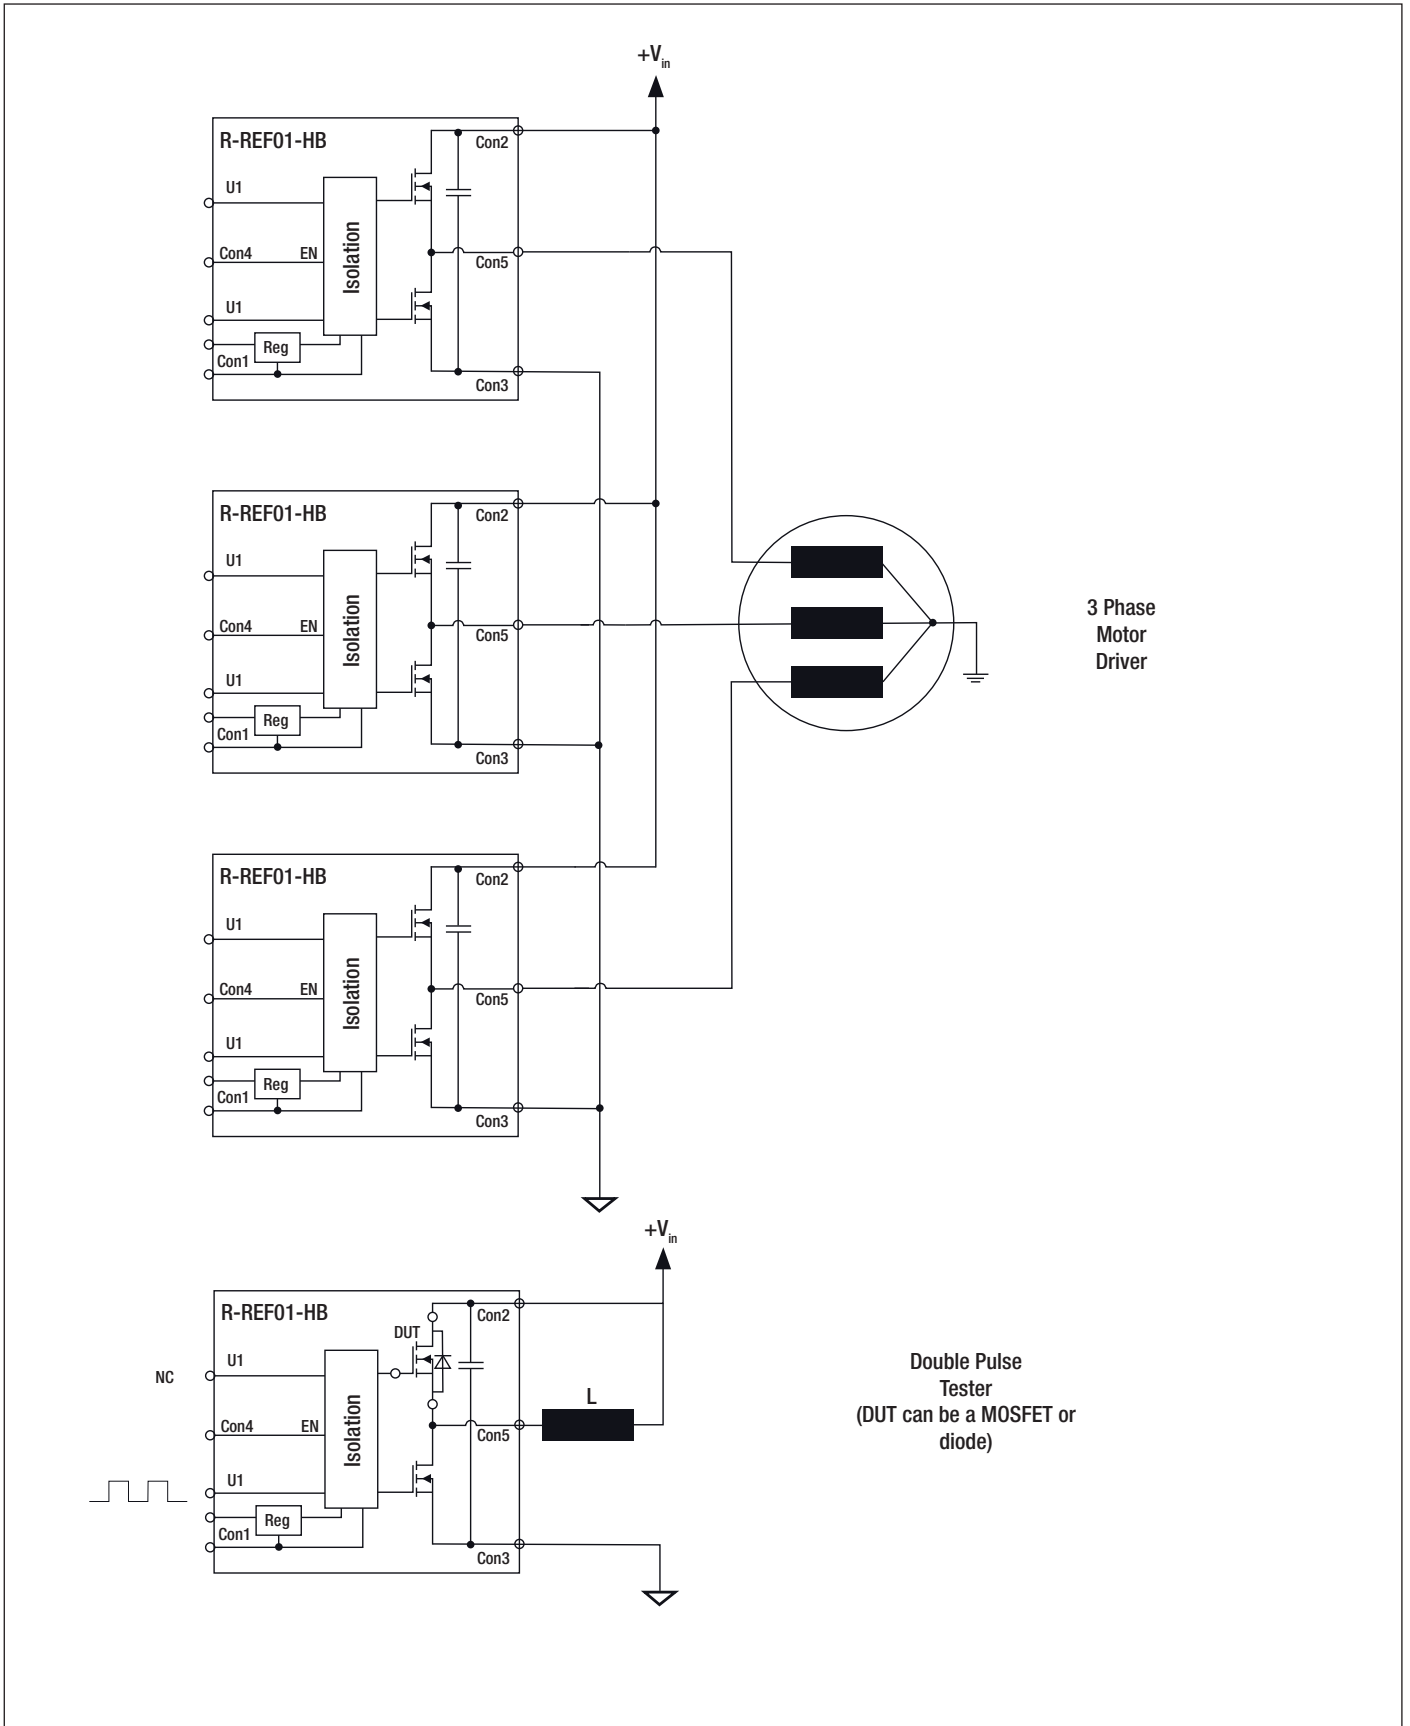 +Vin
R-REF01-HB
Con2
U1
Con4 EN
Isolation
Con5
U1
Reg
Con1
Con3
R-REF01-HB
Con2
U1
Con4 EN
Isolation
Con5
U1
Reg
Con1
Con3
3 Phase
Motor
Driver
R-REF01-HB
Con2
U1
Con4 EN
Isolation
Con5
U1
Reg
Con1
Con3
+Vin
R-REF01-HB
Con2
DUT
U1
NC
Con4 EN
Isolation
Con5
L
U1
Reg
Con1
Con3
Double Pulse
Tester
(DUT can be a MOSFET or
diode)